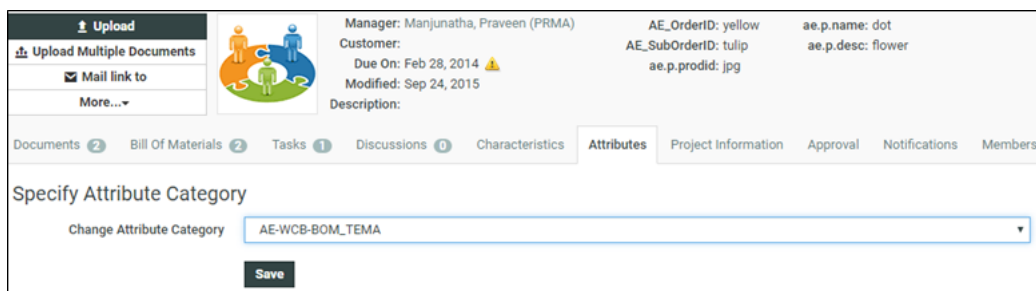 Upload
Upload Multiple Documents
Mail link to
More...
Manager: Manjunatha, Praveen (PRMA)
Customer:
Due On: Feb 28, 2014
Modified: Sep 24, 2015
Description:
AE_OrderID: yellow
AE_SubOrderID: tulip
ae.p.prodid: jpg
ae.p.name: dot
ae.p.desc: flower
Documents 2 Bill Of Materials 2 Tasks 1 Discussions 0 Characteristics Attributes Project Information Approval Notifications Members
Specify Attribute Category
Change Attribute Category AE-WCB-BOM_TEMA
Save